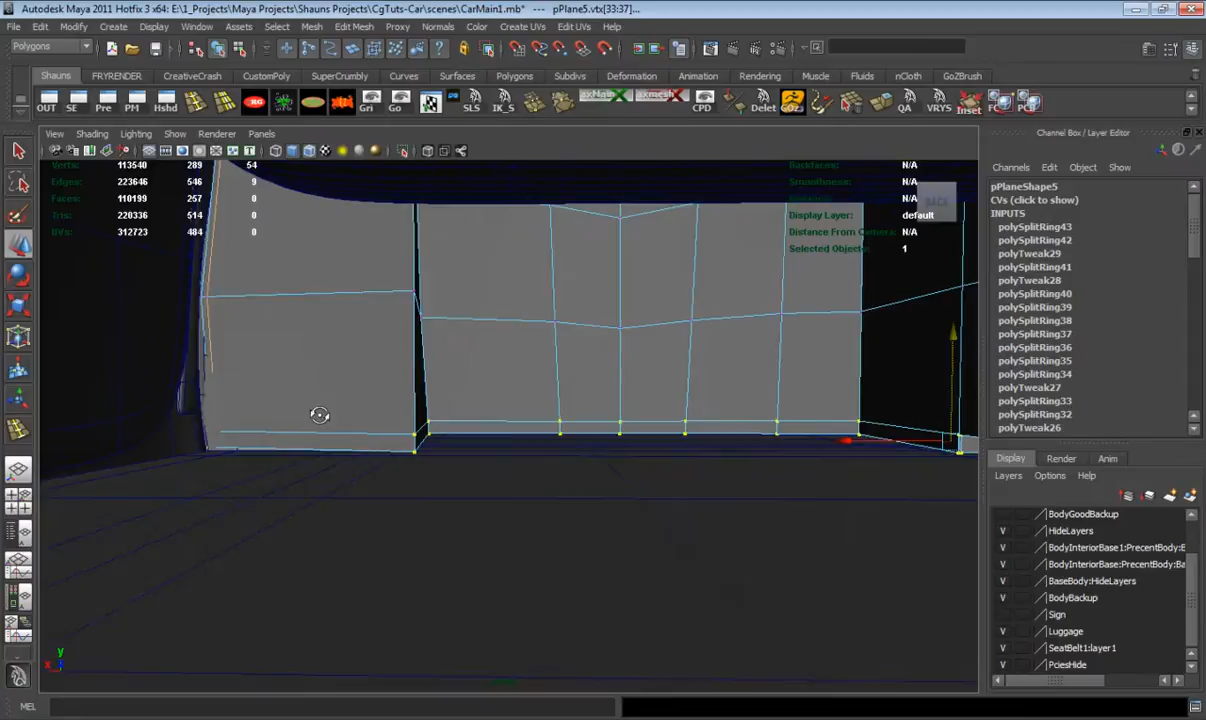 Autodesk Maya 2011 Hotfix 3 x64: E:\1_Projects\Maya Projects\Shauns Projects\CgTuts-Car\scenes\CarMain1.mb*   ---   pPlane5.vtx[33:37]...
File Edit Modify Create Display Window Assets Select Mesh Edit Mesh Proxy Normals Color Create UVs Edit UVs Help
Polygons
Shauns FRYRENDER CreativeCrash CustomPoly SuperCrumbly Curves Surfaces Polygons Subdivs Deformation Animation Rendering Muscle Fluids nCloth GoZBrush
OUT SE Pre PM Hshd Gri Go SLS IK_S CPD Delet GOz3 QA VRYS Inset
View Shading Lighting Show Renderer Panels
Channel Box / Layer Editor
Channels Edit Object Show
Verts: 113540 289 54
Edges: 223646 546 9
Faces: 110199 257 0
Tris: 220336 514 0
UVs: 312723 484 0
Backfaces: N/A
Smoothness: N/A
N/A
Display Layer: default
Distance From Camera: N/A
Selected Objects: 1
BACK
pPlaneShape5
CVs (click to show)
INPUTS
polySplitRing43
polySplitRing42
polyTweak29
polySplitRing41
polyTweak28
polySplitRing40
polySplitRing39
polySplitRing38
polySplitRing37
polySplitRing36
polySplitRing35
polySplitRing34
polyTweak27
polySplitRing33
polySplitRing32
polyTweak26
Display Render Anim
Layers Options Help
BodyGoodBackup
V HideLayers
V BodyInteriorBase1:PrecentBody:B
V BodyInteriorBase:PrecentBody:Ba
V BaseBody:HideLayers
V BodyBackup
Sign
V Luggage
V SeatBelt1:layer1
V PciesHide
y
x
MEL